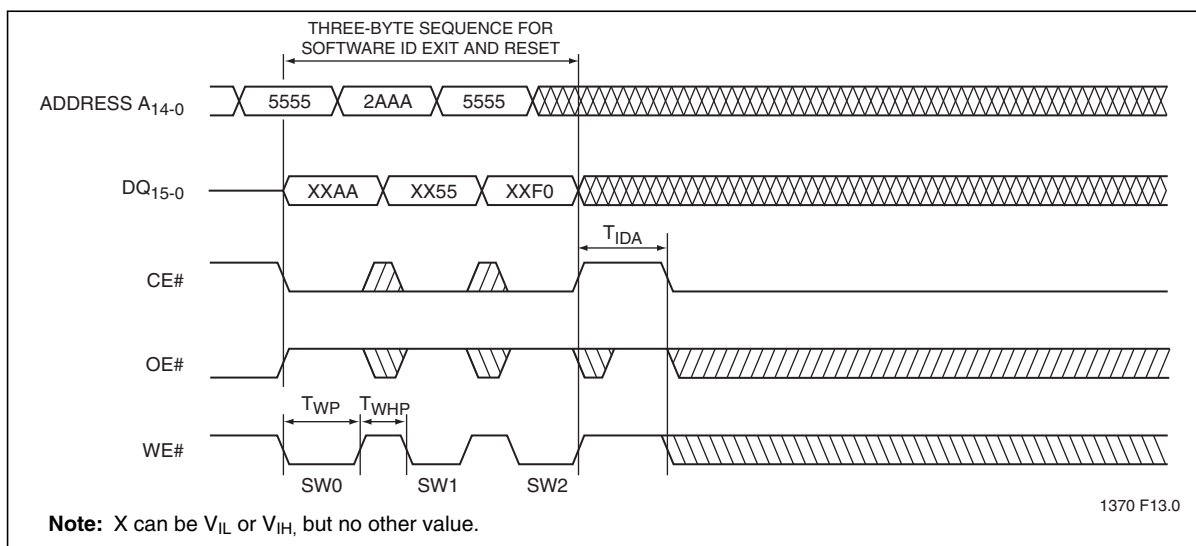 THREE-BYTE SEQUENCE FOR
SOFTWARE ID EXIT AND RESET
ADDRESS A14-0
5555 2AAA 5555
DQ15-0
XXAA XX55 XXF0
TIDA
CE#
OE#
TWP TWHP
WE#
SW0 SW1 SW2
1370 F13.0
Note: X can be VIL or VIH, but no other value.